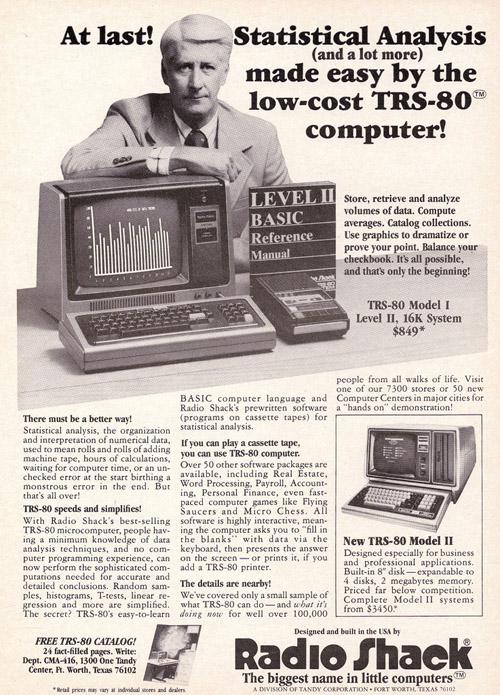 At last! Statistical Analysis
(and a lot more)
made easy by the
low-cost TRS-80™
computer!
LEVEL II
BASIC
Reference
Manual
Store, retrieve and analyze
volumes of data. Compute
averages. Catalog collections.
Use graphics to dramatize or
prove your point. Balance your
checkbook. It's all possible,
and that's only the beginning!
TRS-80 Model I
Level II, 16K System
$849*
There must be a better way!
Statistical analysis, the organization
and interpretation of numerical data,
used to mean rolls and rolls of adding
machine tape, hours of calculations,
waiting for computer time, or an un-
checked error at the start birthing a
monstrous error in the end. But
that's all over!
TRS-80 speeds and simplifies!
With Radio Shack's best-selling
TRS-80 microcomputer, people hav-
ing a minimum knowledge of data
analysis techniques, and no com-
puter programming experience, can
now perform the sophisticated com-
putations needed for accurate and
detailed conclusions. Random sam-
ples, histograms, T-tests, linear re-
gression and more are simplified.
The secret? TRS-80's easy-to-learn
BASIC computer language and
Radio Shack's prewritten software
(programs on cassette tapes) for
statistical analysis.
If you can play a cassette tape,
you can use TRS-80 computer.
Over 50 other software packages are
available, including Real Estate,
Word Processing, Payroll, Account-
ing, Personal Finance, even fast-
paced computer games like Flying
Saucers and Micro Chess. All
software is highly interactive, mean-
ing the computer asks you to "fill in
the blanks" with data via the
keyboard, then presents the answer
on the screen — or prints it, if you
add a TRS-80 printer.
The details are nearby!
We've covered only a small sample of
what TRS-80 can do — and what it's
doing now for well over 100,000
people from all walks of life. Visit
one of our 7300 stores or 50 new
Computer Centers in major cities for
a "hands on" demonstration!
New TRS-80 Model II
Designed especially for business
and professional applications.
Built-in 8" disk — expandable to
4 disks, 2 megabytes memory.
Priced far below competition.
Complete Model II systems
from $3450.*
FREE TRS-80 CATALOG!
24 fact-filled pages. Write:
Dept. CMA-416, 1300 One Tandy
Center, Ft. Worth, Texas 76102
Designed and built in the USA by
Radio Shack®
The biggest name in little computers™
A DIVISION OF TANDY CORPORATION • FORT WORTH, TEXAS 76102
*Retail prices may vary at individual stores and dealers.